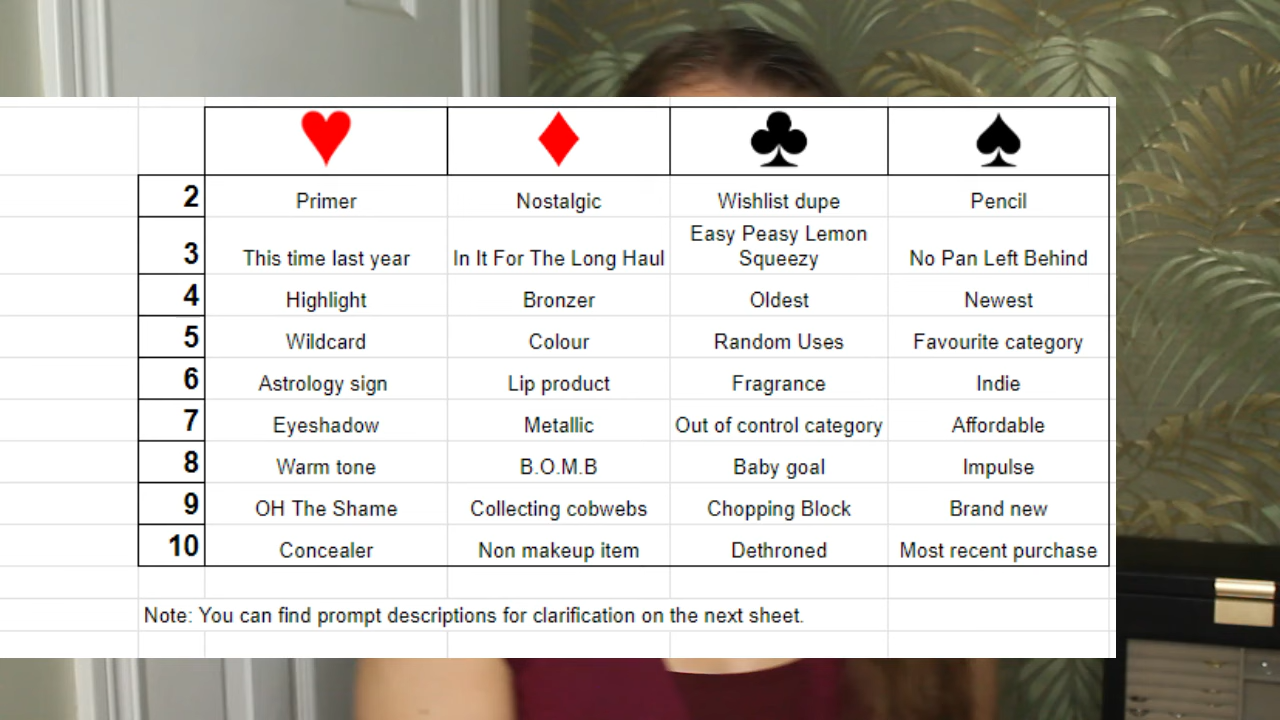 2 Primer Nostalgic Wishlist dupe Pencil
3 This time last year In It For The Long Haul Easy Peasy Lemon Squeezy No Pan Left Behind
4 Highlight Bronzer Oldest Newest
5 Wildcard Colour Random Uses Favourite category
6 Astrology sign Lip product Fragrance Indie
7 Eyeshadow Metallic Out of control category Affordable
8 Warm tone B.O.M.B Baby goal Impulse
9 OH The Shame Collecting cobwebs Chopping Block Brand new
10 Concealer Non makeup item Dethroned Most recent purchase
Note: You can find prompt descriptions for clarification on the next sheet.